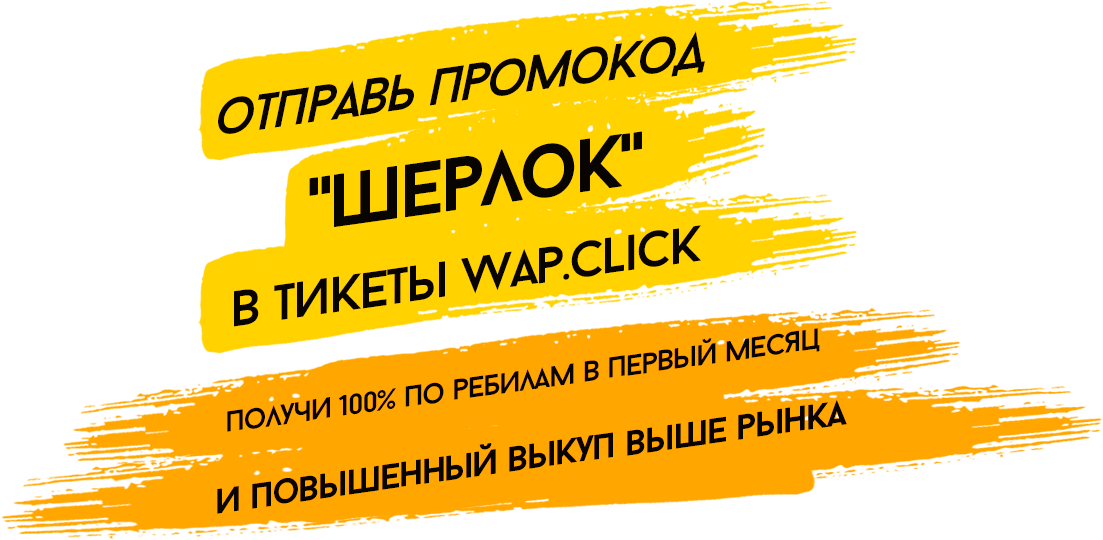 ОТПРАВЬ ПРОМОКОД
"ШЕРЛОК"
В ТИКЕТЫ WAP.CLICK
ПОЛУЧИ 100% ПО РЕБИЛАМ В ПЕРВЫЙ МЕСЯЦ
И ПОВЫШЕННЫЙ ВЫКУП ВЫШЕ РЫНКА